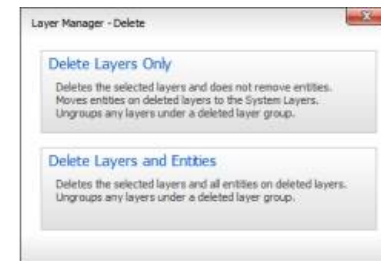 Layer Manager - Delete
Delete Layers Only
Deletes the selected layers and does not remove entities.
Moves entities on deleted layers to the System Layers.
Ungroups any layers under a deleted layer group.
Delete Layers and Entities
Deletes the selected layers and all entities on deleted layers.
Ungroups any layers under a deleted layer group.